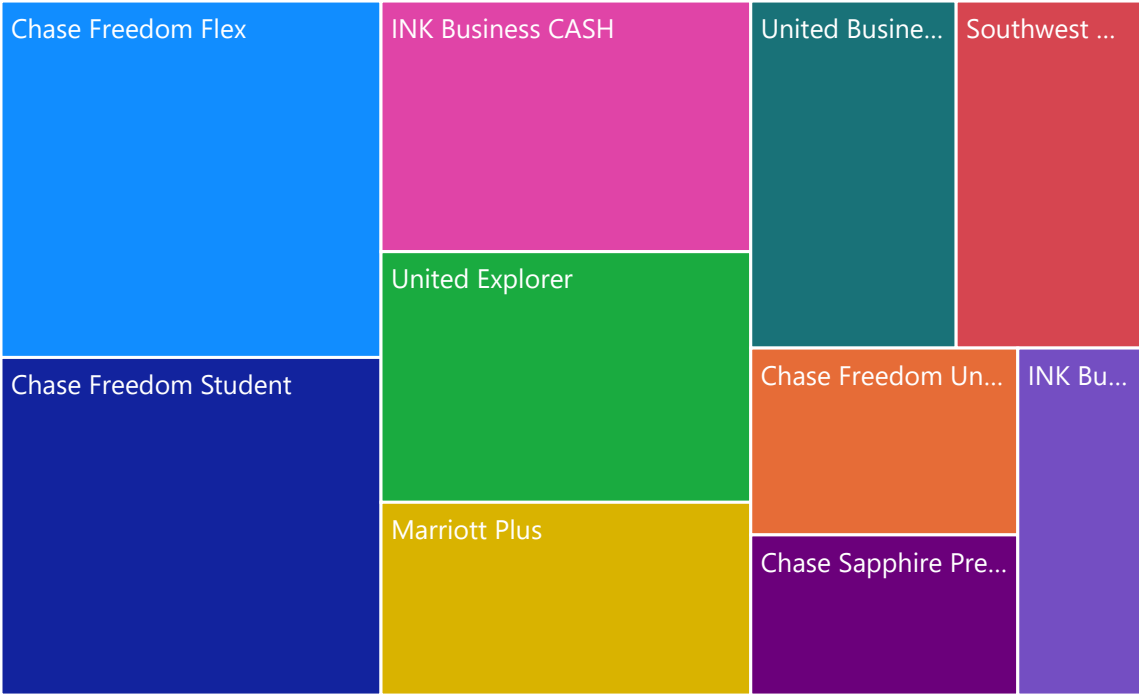 Chase Freedom Flex
Chase Freedom Student
INK Business CASH
United Explorer
Marriott Plus
United Busine...
Southwest ...
Chase Freedom Un...
Chase Sapphire Pre...
INK Bu...